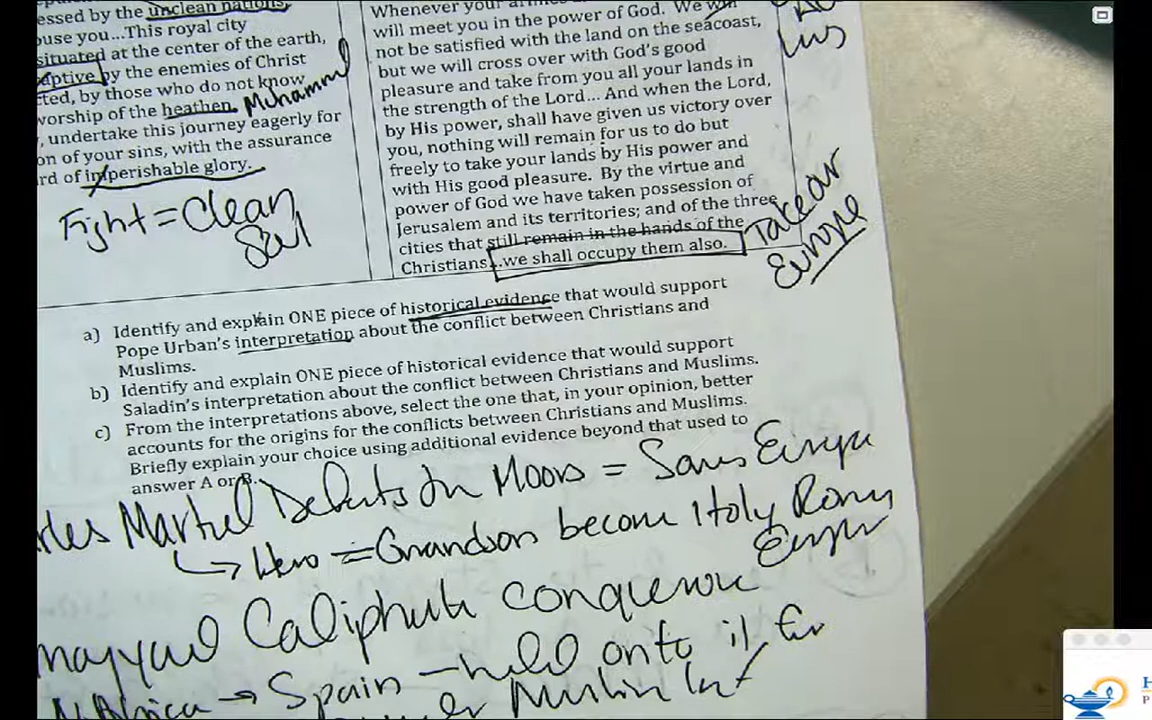 essed by the unclean nations,
ouse you...This royal city
situated at the center of the earth,
captive by the enemies of Christ
cted, by those who do not know
worship of the heathen. Muhammad
, undertake this journey eagerly for
on of your sins, with the assurance
rd of imperishable glory.
Fight = Clean
Soul
Whenever your armies
will meet you in the power of God. We will
not be satisfied with the land on the seacoast,
but we will cross over with God's good
pleasure and take from you all your lands in
the strength of the Lord... And when the Lord,
by His power, shall have given us victory over
you, nothing will remain for us to do but
freely to take your lands by His power and
with His good pleasure. By the virtue and
power of God we have taken possession of
Jerusalem and its territories; and of the three
cities that still remain in the hands of the
Christians...we shall occupy them also.
Takeover
Europe
a) Identify and explain ONE piece of historical evidence that would support
Pope Urban's interpretation about the conflict between Christians and
Muslims.
b) Identify and explain ONE piece of historical evidence that would support
Saladin's interpretation about the conflict between Christians and Muslims.
c) From the interpretations above, select the one that, in your opinion, better
accounts for the origins for the conflicts between Christians and Muslims.
Briefly explain your choice using additional evidence beyond that used to
answer A or B.
rles Martel Defeats the Moors = Saves Europe
Hero = Grandson become Holy Roman
Emperor
mayyad Caliphate conqueror
N. Africa → Spain - held onto it for
Muslim